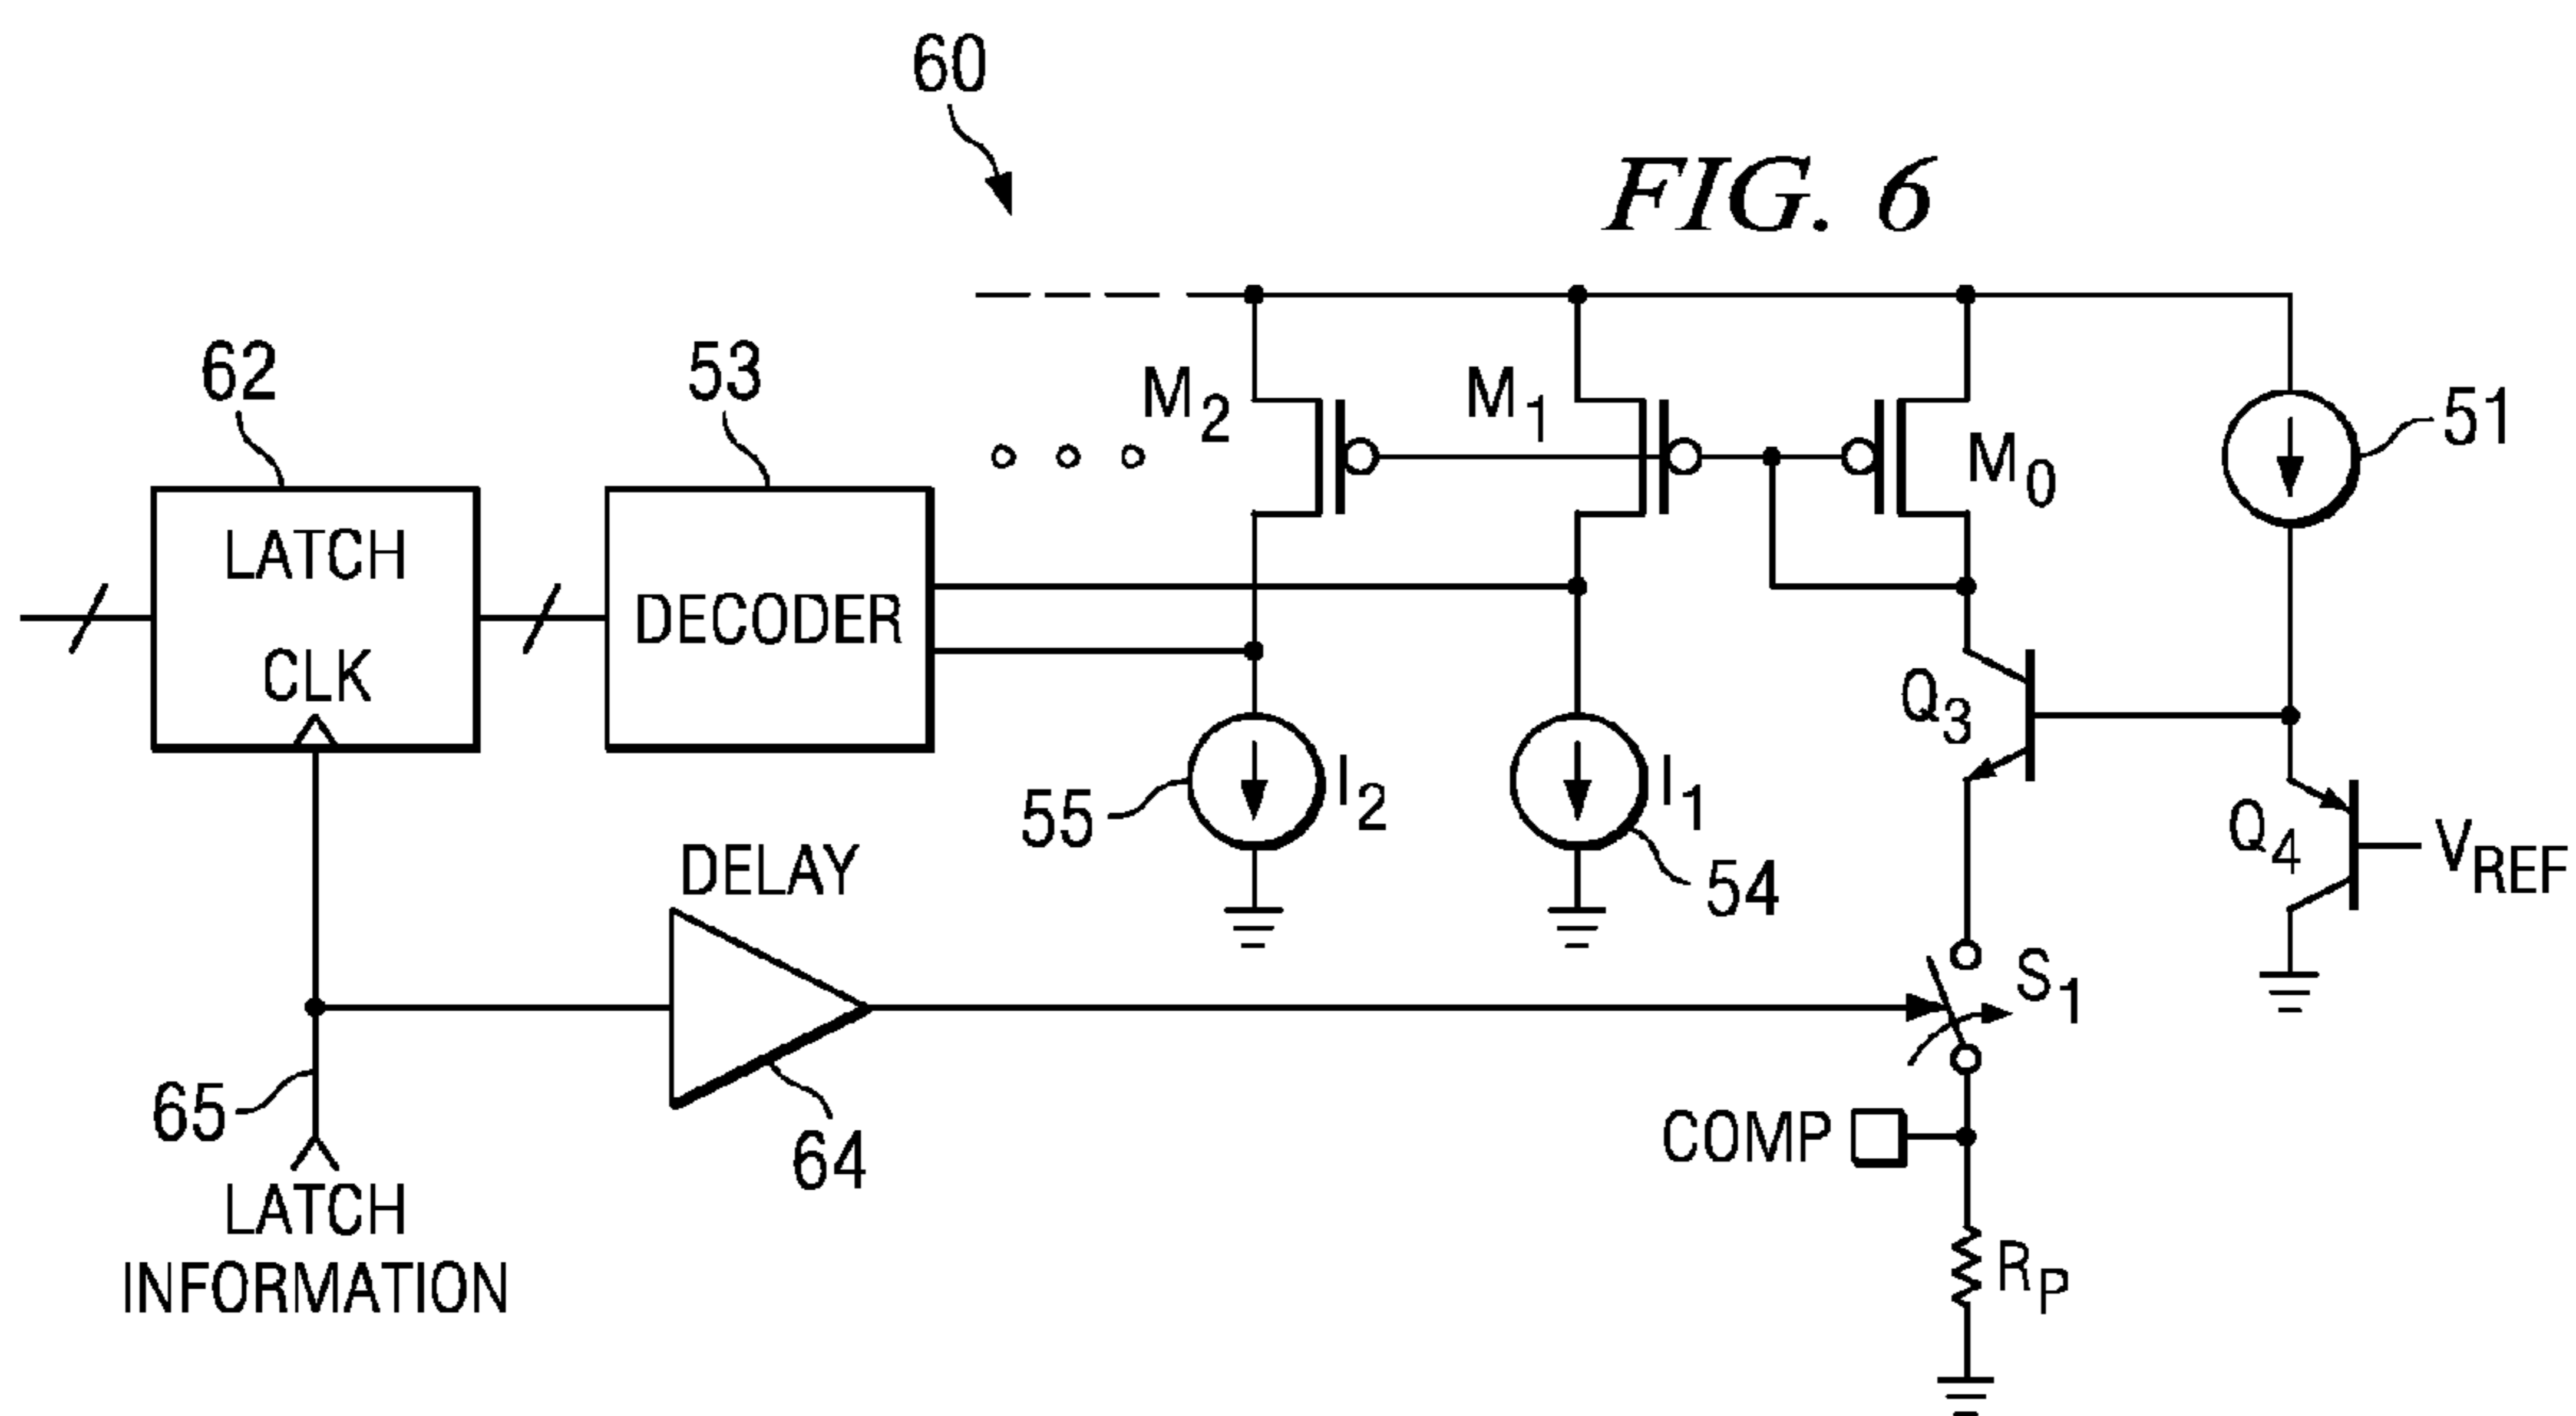 60
FIG. 6
62
53
M2
M1
M0
51
LATCH
CLK
DECODER
Q3
55
I2
I1
54
Q4
VREF
DELAY
S1
65
64
COMP
LATCH
INFORMATION
RP